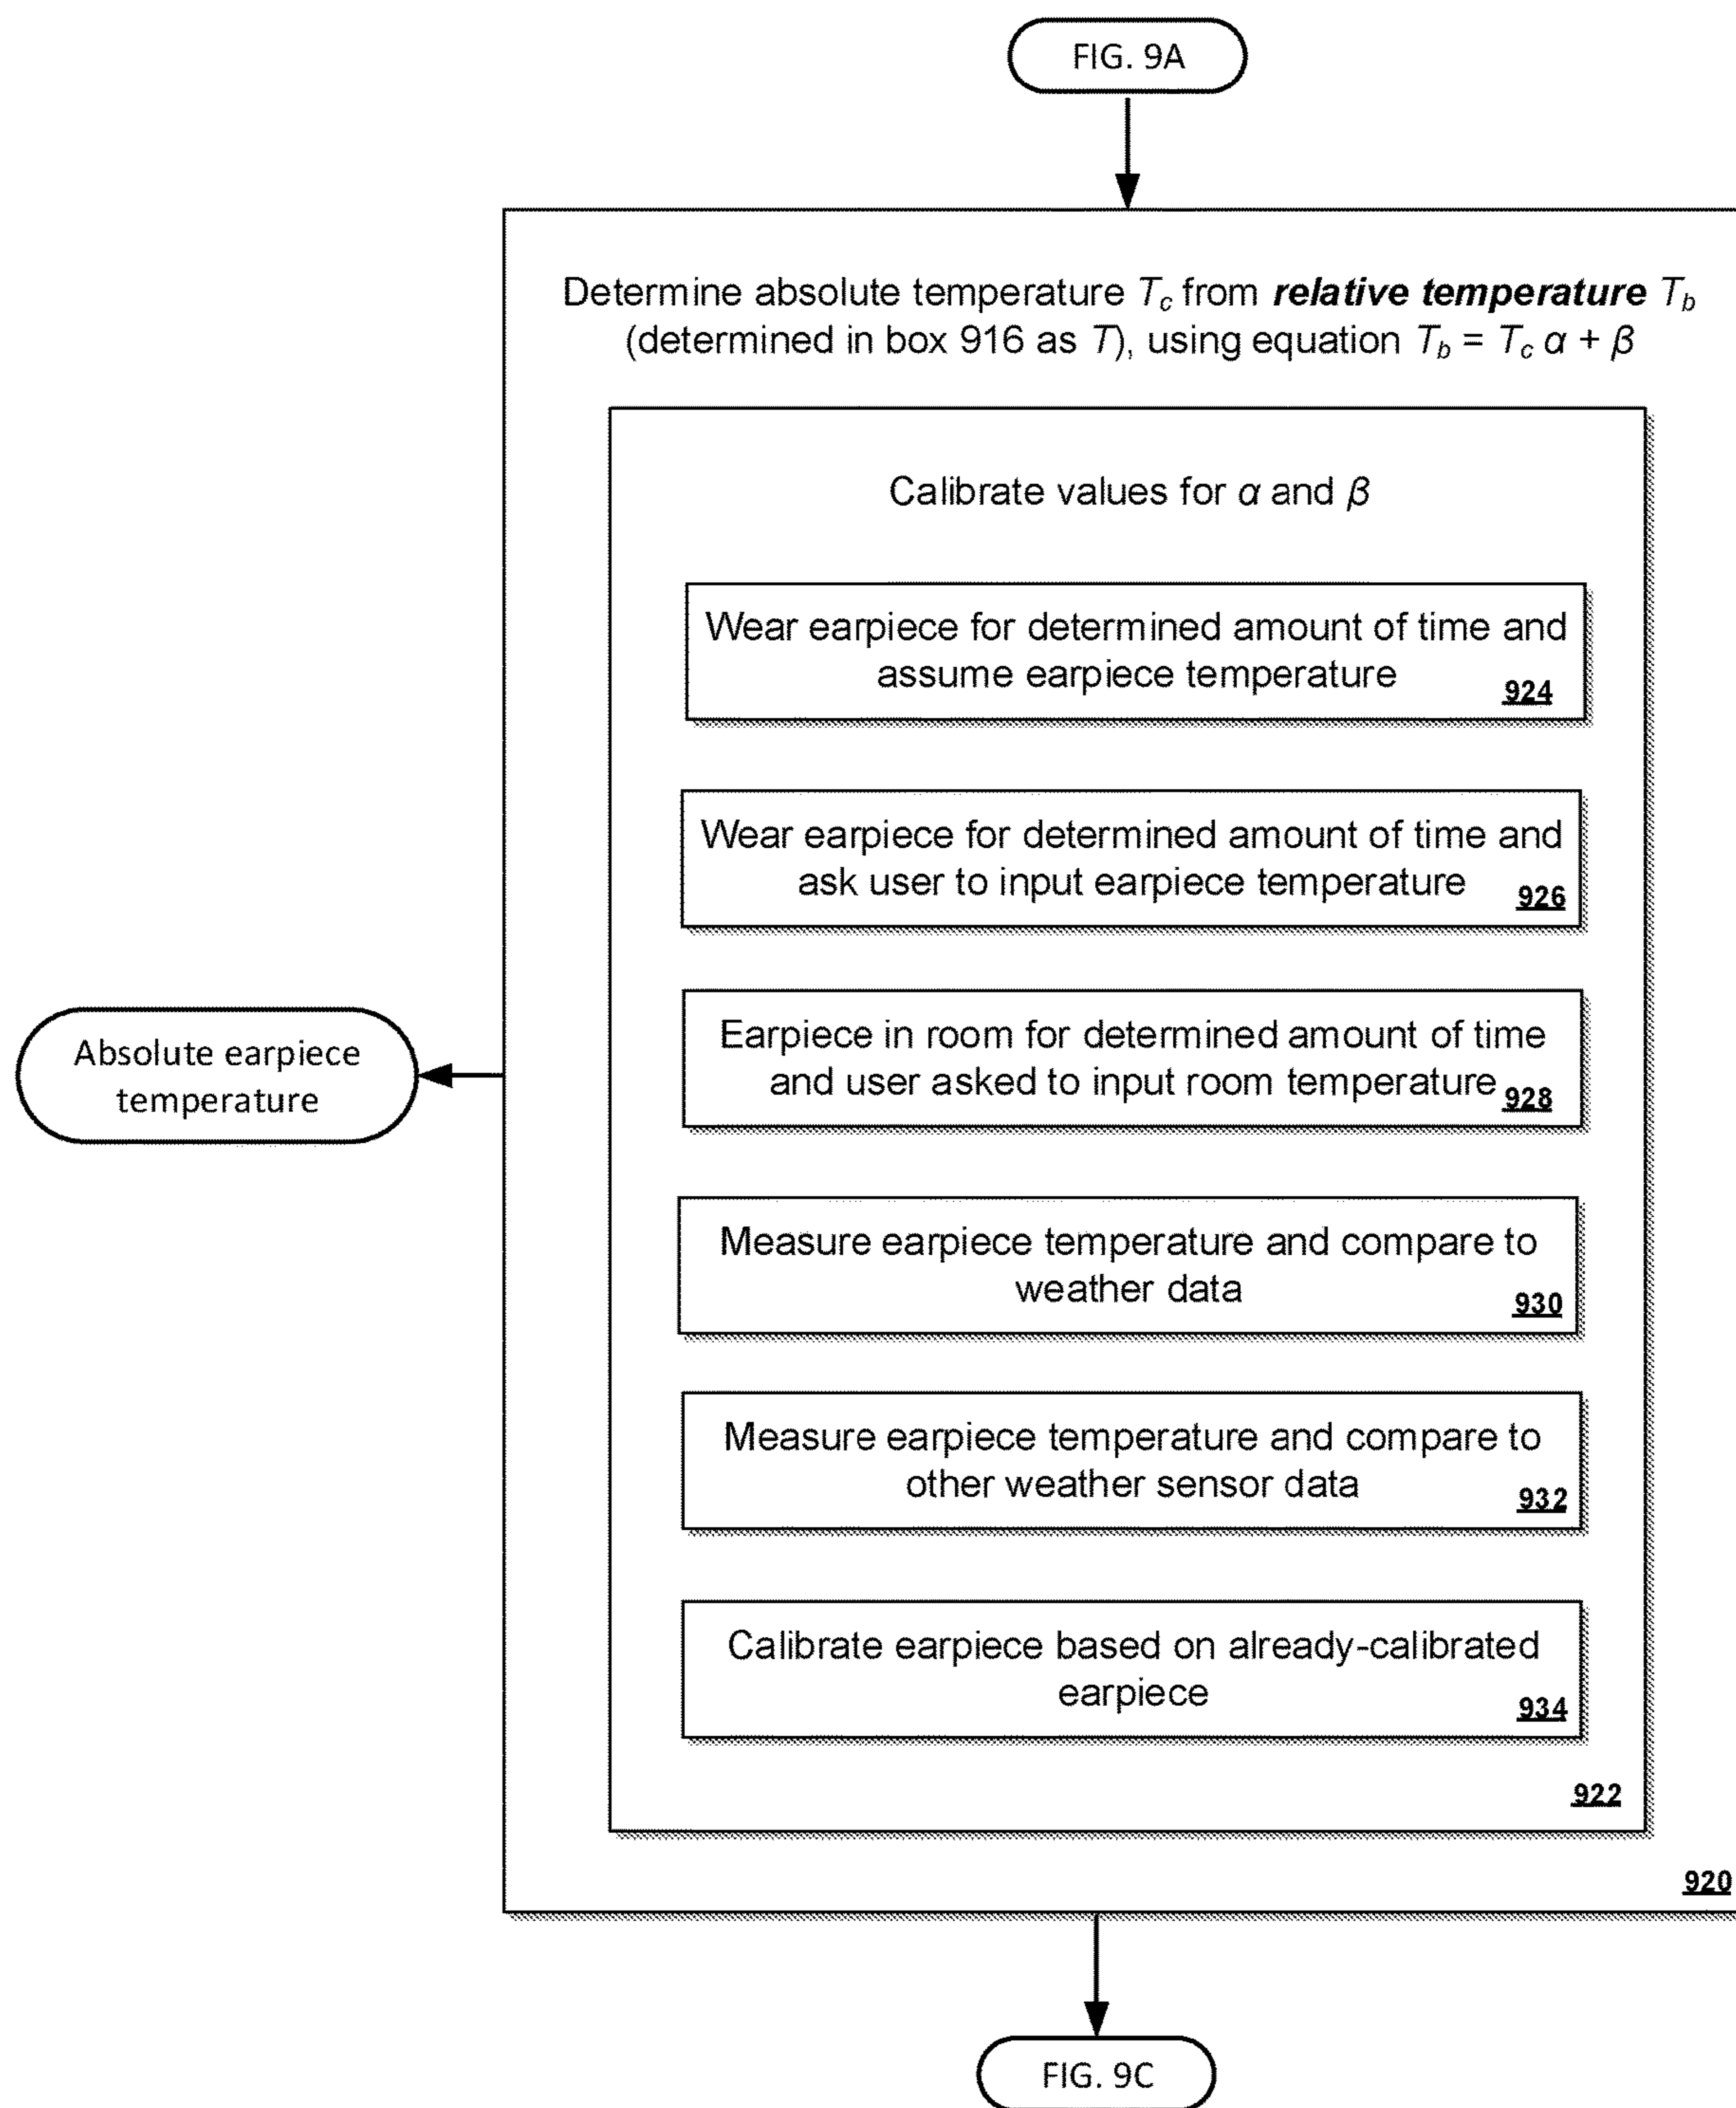 FIG. 9A
Determine absolute temperature Tc from relative temperature Tb
(determined in box 916 as T), using equation Tb = Tc α + β
Calibrate values for α and β
Wear earpiece for determined amount of time and
assume earpiece temperature
924
Wear earpiece for determined amount of time and
ask user to input earpiece temperature
926
Earpiece in room for determined amount of time
and user asked to input room temperature
928
Absolute earpiece
temperature
Measure earpiece temperature and compare to
weather data
930
Measure earpiece temperature and compare to
other weather sensor data
932
Calibrate earpiece based on already-calibrated
earpiece
934
922
920
FIG. 9C